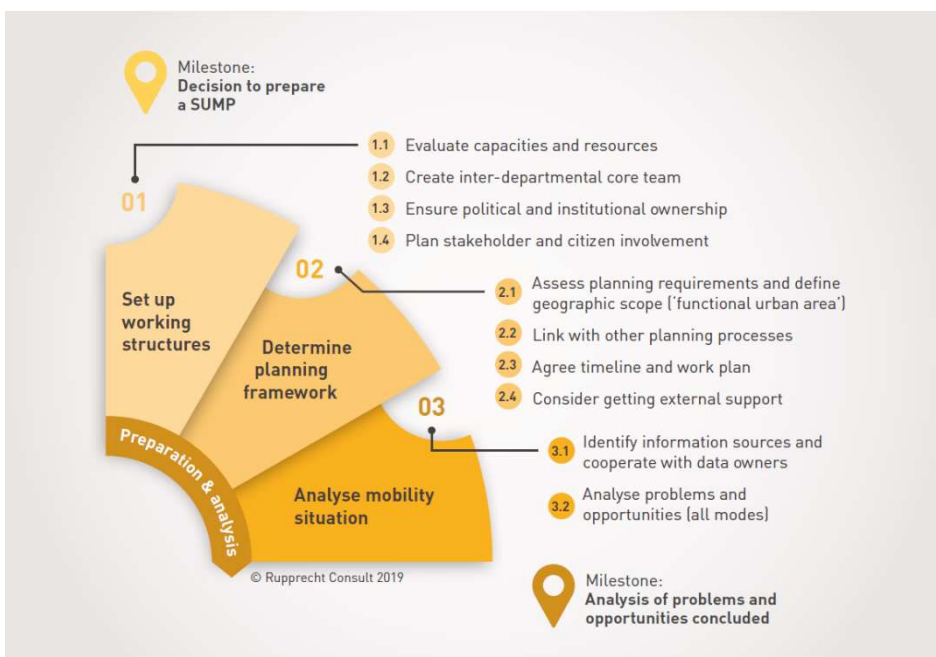 Milestone:
Decision to prepare
a SUMP
01
1.1 Evaluate capacities and resources
1.2 Create inter-departmental core team
1.3 Ensure political and institutional ownership
1.4 Plan stakeholder and citizen involvement
Set up
working
structures
02
2.1 Assess planning requirements and define
geographic scope (‘functional urban area’)
2.2 Link with other planning processes
2.3 Agree timeline and work plan
2.4 Consider getting external support
Determine
planning
framework
03
3.1 Identify information sources and
cooperate with data owners
3.2 Analyse problems and
opportunities (all modes)
Analyse mobility
situation
Preparation & analysis
© Rupprecht Consult 2019
Milestone:
Analysis of problems and
opportunities concluded